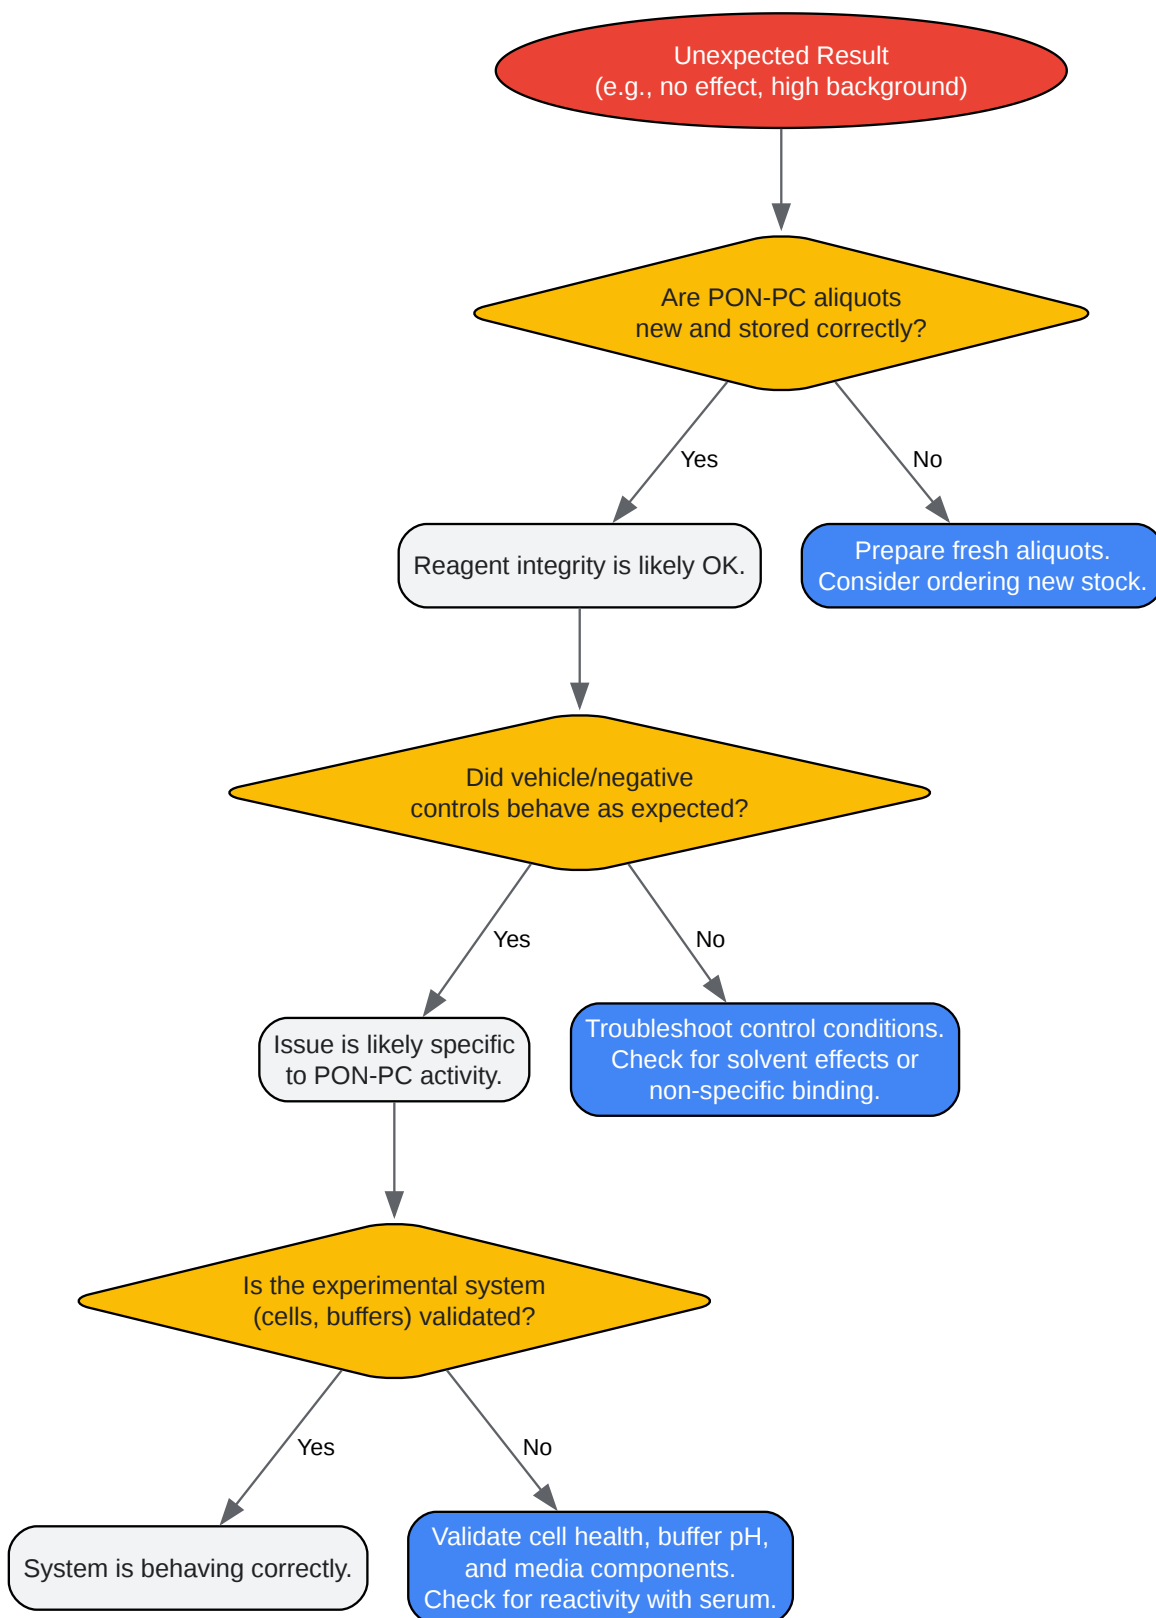 Unexpected Result
(e.g., no effect, high background)
Are PON-PC aliquots
new and stored correctly?
Yes
No
Reagent integrity is likely OK.
Prepare fresh aliquots.
Consider ordering new stock.
Did vehicle/negative
controls behave as expected?
Yes
No
Issue is likely specific
to PON-PC activity.
Troubleshoot control conditions.
Check for solvent effects or
non-specific binding.
Is the experimental system
(cells, buffers) validated?
Yes
No
System is behaving correctly.
Validate cell health, buffer pH,
and media components.
Check for reactivity with serum.